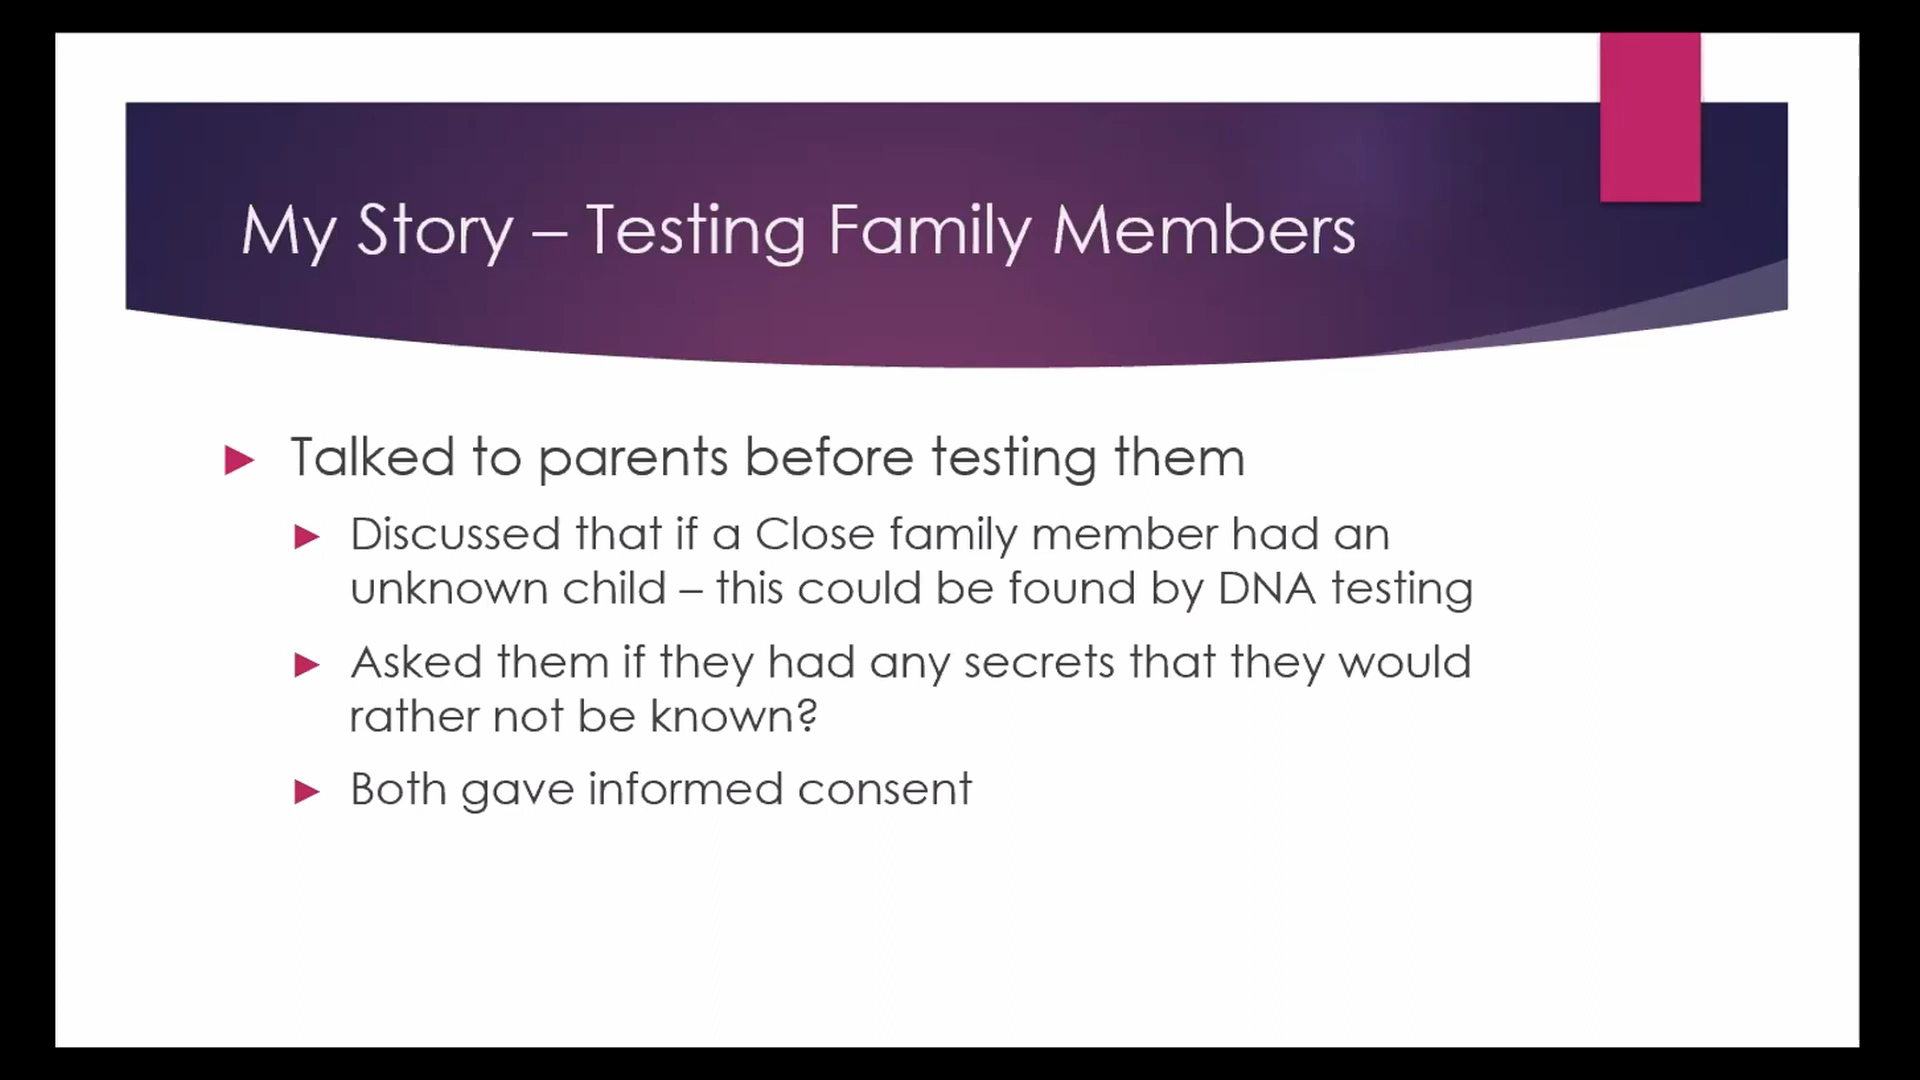 My Story – Testing Family Members
Talked to parents before testing them
Discussed that if a Close family member had an
unknown child – this could be found by DNA testing
Asked them if they had any secrets that they would
rather not be known?
Both gave informed consent